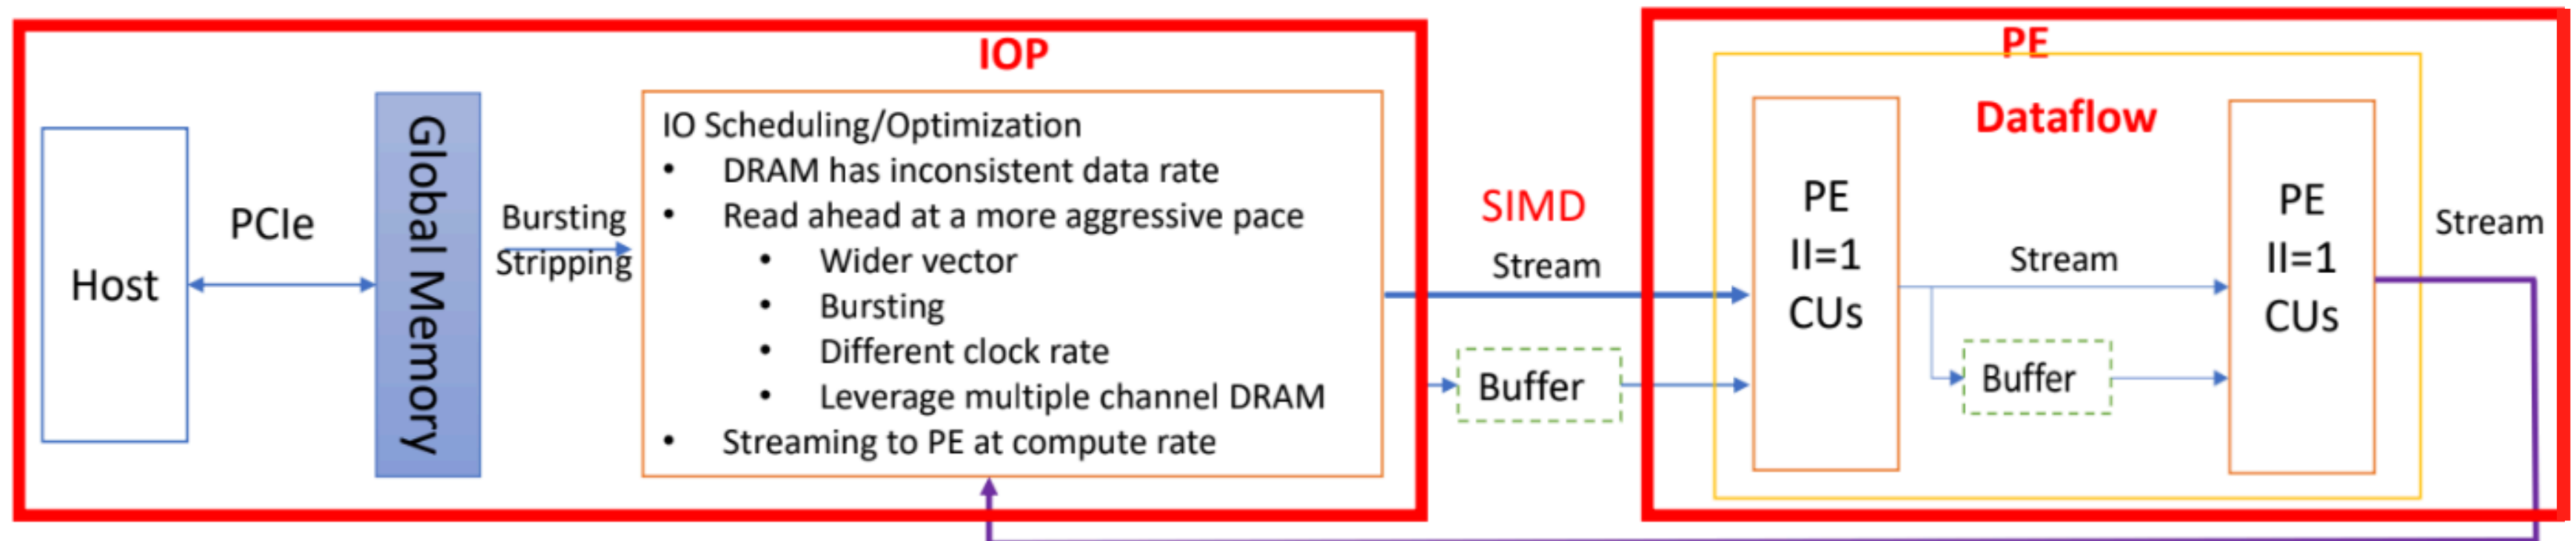 IOP
Host
PCIe
Global Memory
Bursting
Stripping
IO Scheduling/Optimization
• DRAM has inconsistent data rate
• Read ahead at a more aggressive pace
• Wider vector
• Bursting
• Different clock rate
• Leverage multiple channel DRAM
• Streaming to PE at compute rate
SIMD
Stream
Buffer
PE
Dataflow
PE
II=1
CUs
Stream
Buffer
PE
II=1
CUs
Stream